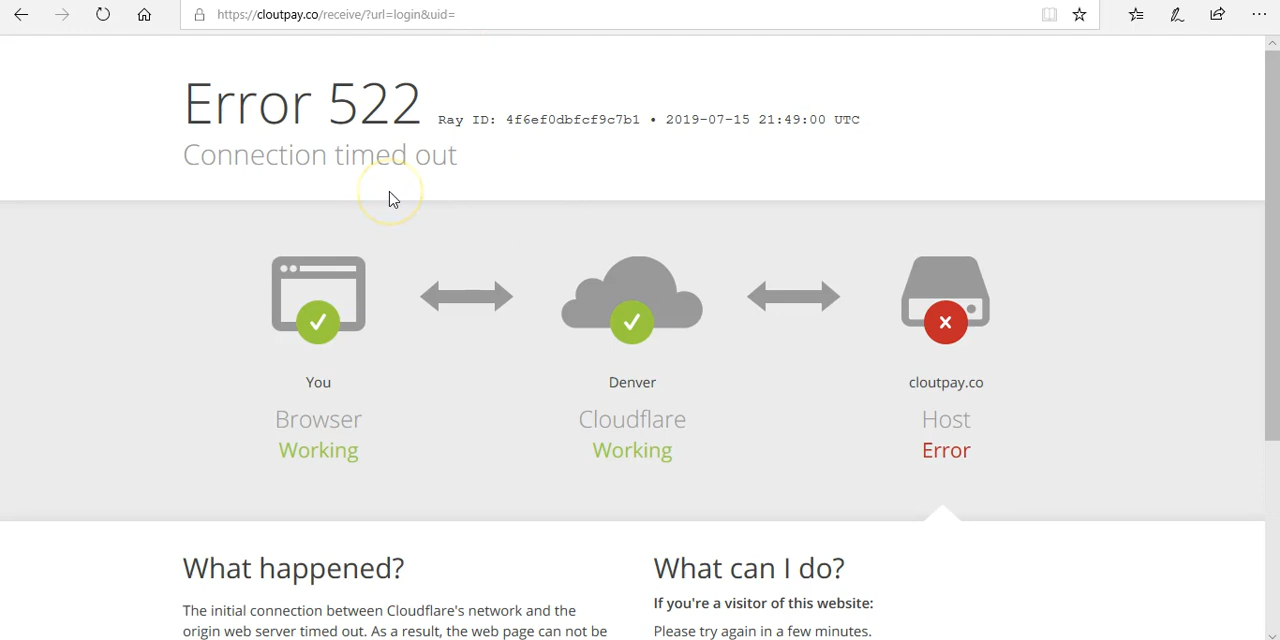 https://cloutpay.co/receive/?url=login&uid=
Error 522 Ray ID: 4f6ef0dbfcf9c7b1 • 2019-07-15 21:49:00 UTC
Connection timed out
You
Browser
Working
Denver
Cloudflare
Working
cloutpay.co
Host
Error
What happened?
The initial connection between Cloudflare's network and the
origin web server timed out. As a result, the web page can not be
What can I do?
If you're a visitor of this website:
Please try again in a few minutes.